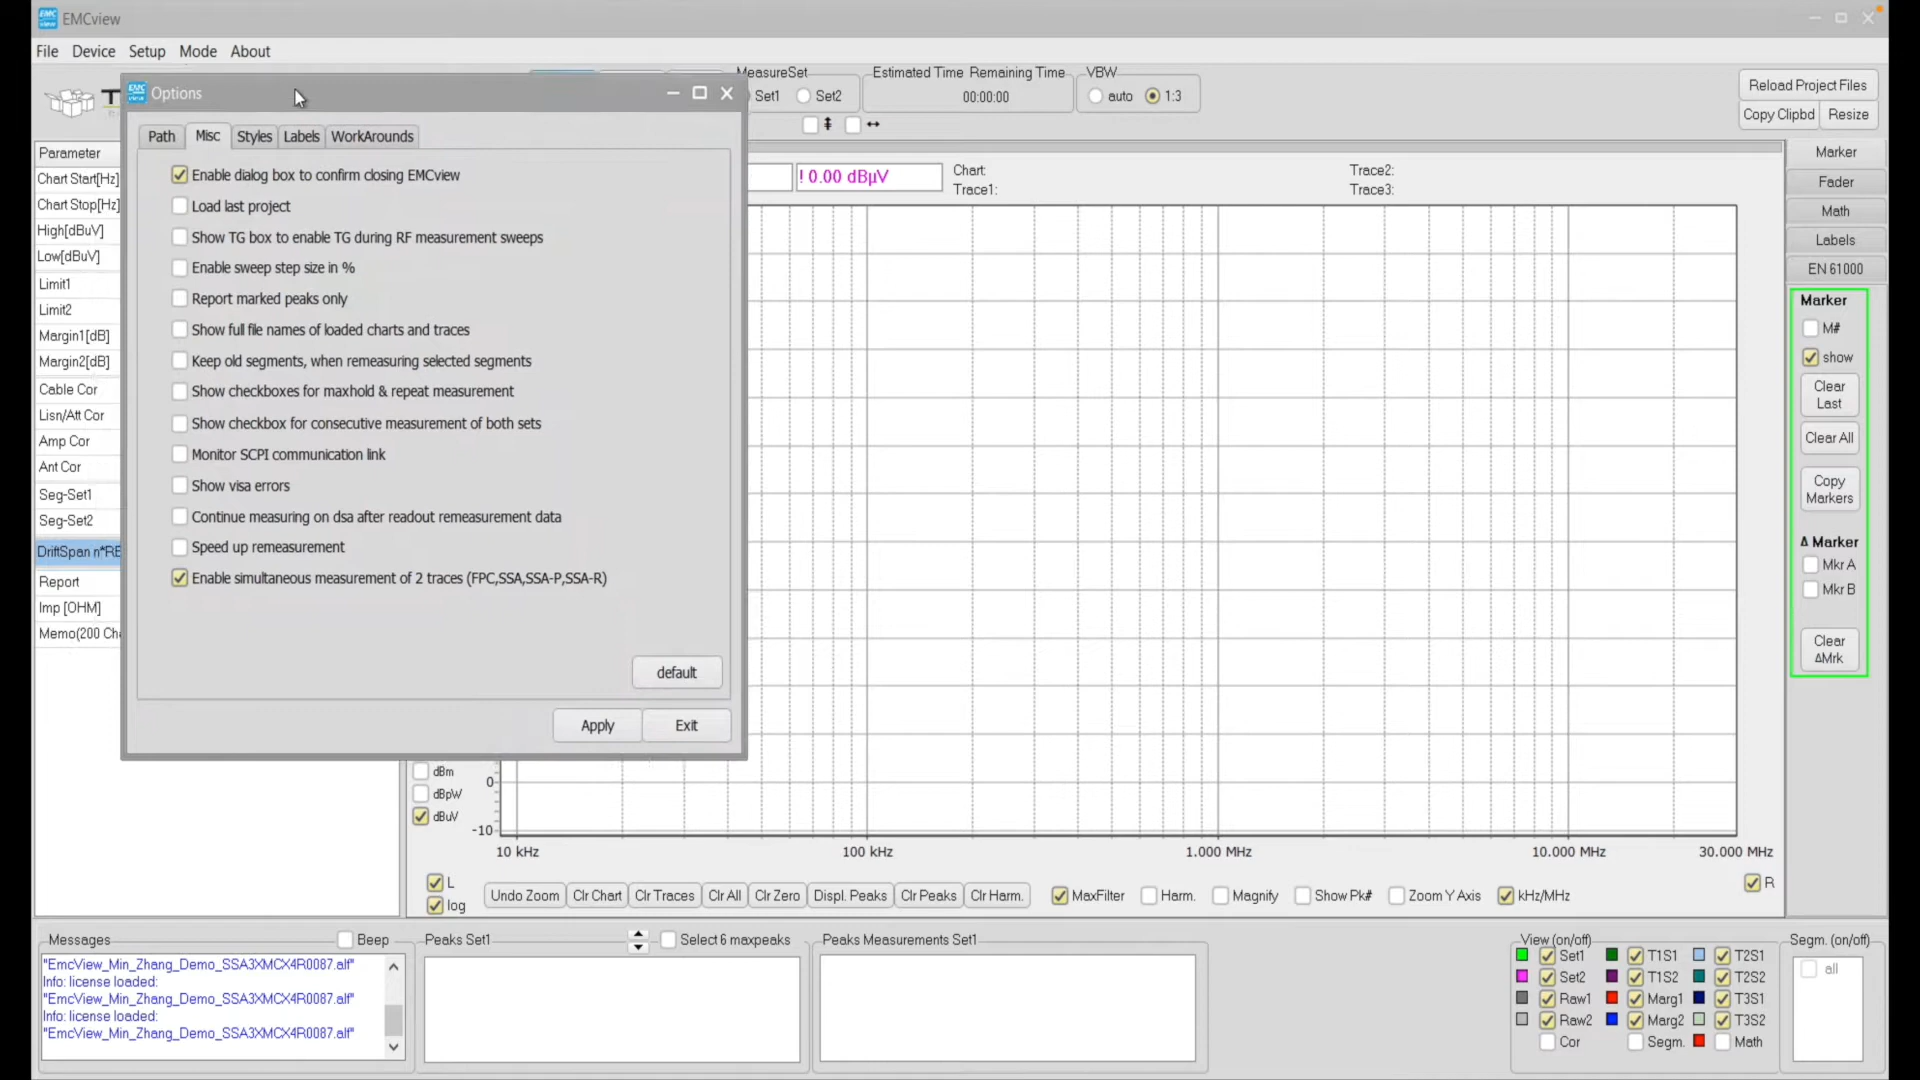 EMCview
File Device Setup Mode About
MeasureSet
Estimated Time Remaining Time
VBW
Set1 Set2
00:00:00
auto 1:3
Reload Project Files
Copy Clipbd Resize
Options
Path Misc Styles Labels WorkArounds
Enable dialog box to confirm closing EMCview
Load last project
Show TG box to enable TG during RF measurement sweeps
Enable sweep step size in %
Report marked peaks only
Show full file names of loaded charts and traces
Keep old segments, when remeasuring selected segments
Show checkboxes for maxhold & repeat measurement
Show checkbox for consecutive measurement of both sets
Monitor SCPI communication link
Show visa errors
Continue measuring on dsa after readout remeasurement data
Speed up remeasurement
Enable simultaneous measurement of 2 traces (FPC,SSA,SSA-P,SSA-R)
default
Apply Exit
Parameter
Chart Start[Hz]
Chart Stop[Hz]
High[dBuV]
Low[dBuV]
Limit1
Limit2
Margin1[dB]
Margin2[dB]
Cable Cor
Lisn/Att Cor
Amp Cor
Ant Cor
Seg-Set1
Seg-Set2
DriftSpan n*RB
Report
Imp [OHM]
Memo(200 Cha
! 0.00 dBµV
Chart:
Trace1:
Trace2:
Trace3:
Marker
Fader
Math
Labels
EN 61000
Marker
M#
show
Clear
Last
Clear All
Copy
Markers
Δ Marker
Mkr A
Mkr B
Clear
ΔMrk
dBm
dBpW
dBuV
0
-10
10 kHz 100 kHz 1.000 MHz 10.000 MHz 30.000 MHz
L
log
Undo Zoom Clr Chart Clr Traces Clr All Clr Zero Displ. Peaks Clr Peaks Clr Harm. MaxFilter Harm. Magnify Show Pk# Zoom Y Axis kHz/MHz
R
Messages Beep
"EmcView_Min_Zhang_Demo_SSA3XMCX4R0087.alf"
Info: license loaded:
"EmcView_Min_Zhang_Demo_SSA3XMCX4R0087.alf"
Info: license loaded:
"EmcView_Min_Zhang_Demo_SSA3XMCX4R0087.alf"
Peaks Set1 Select 6 maxpeaks
Peaks Measurements Set1
View (on/off)
Set1 T1S1 T2S1
Set2 T1S2 T2S2
Raw1 Marg1 T3S1
Raw2 Marg2 T3S2
Cor Segm. Math
Segm. (on/off)
all